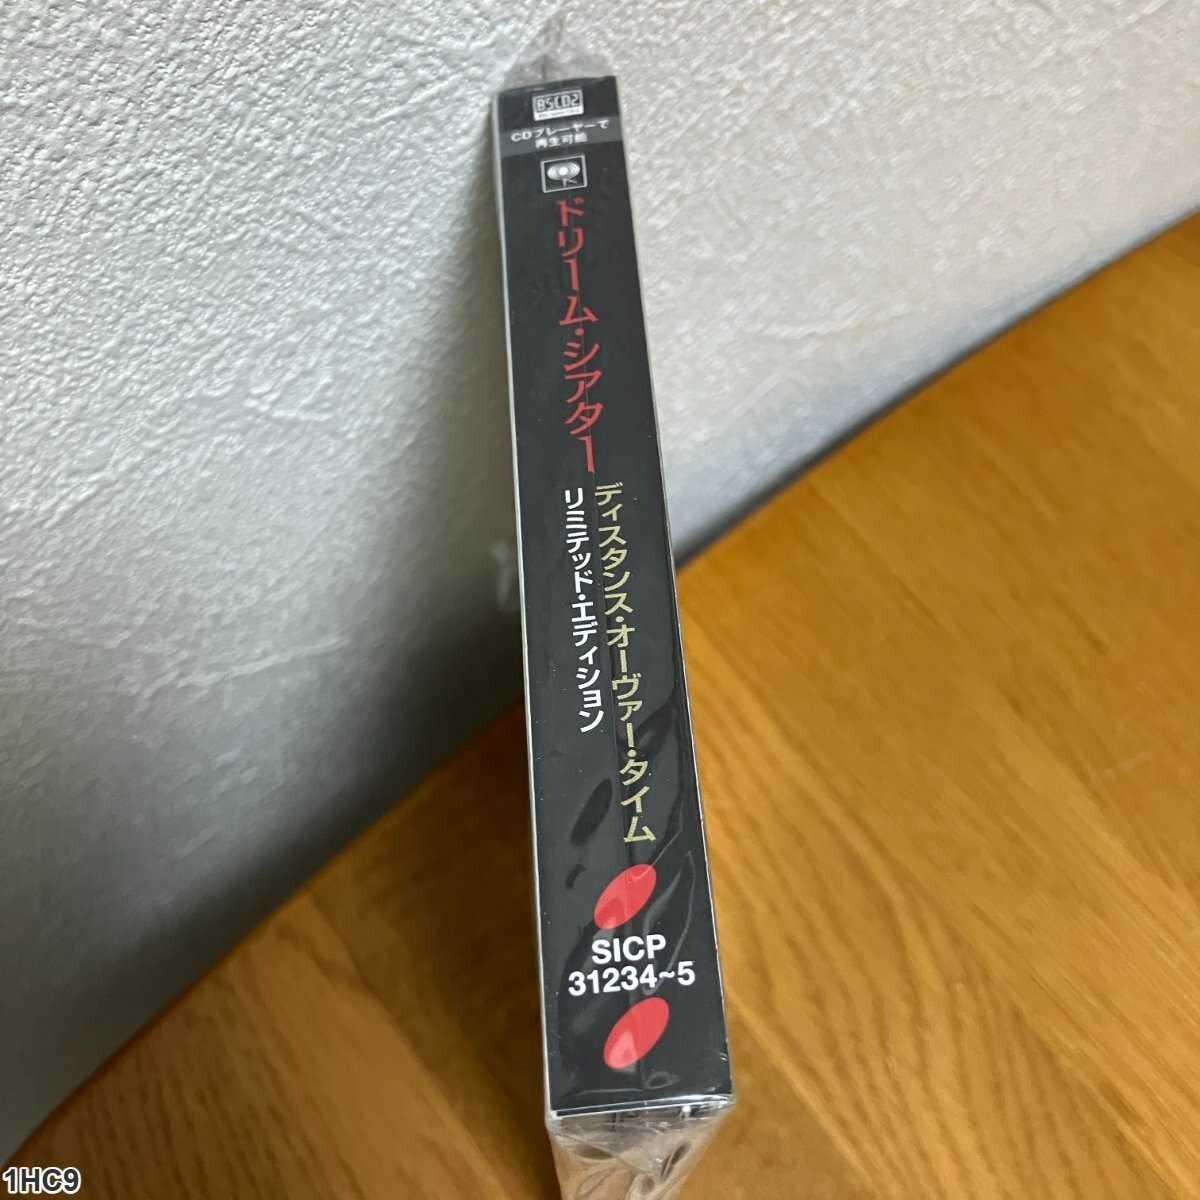 BSCD2
CDプレーヤーで
再生可能
ドリーム・シアター
ディスタンス・オーヴァー・タイム
リミテッド・エディション
SICP
31234~5
1HC9